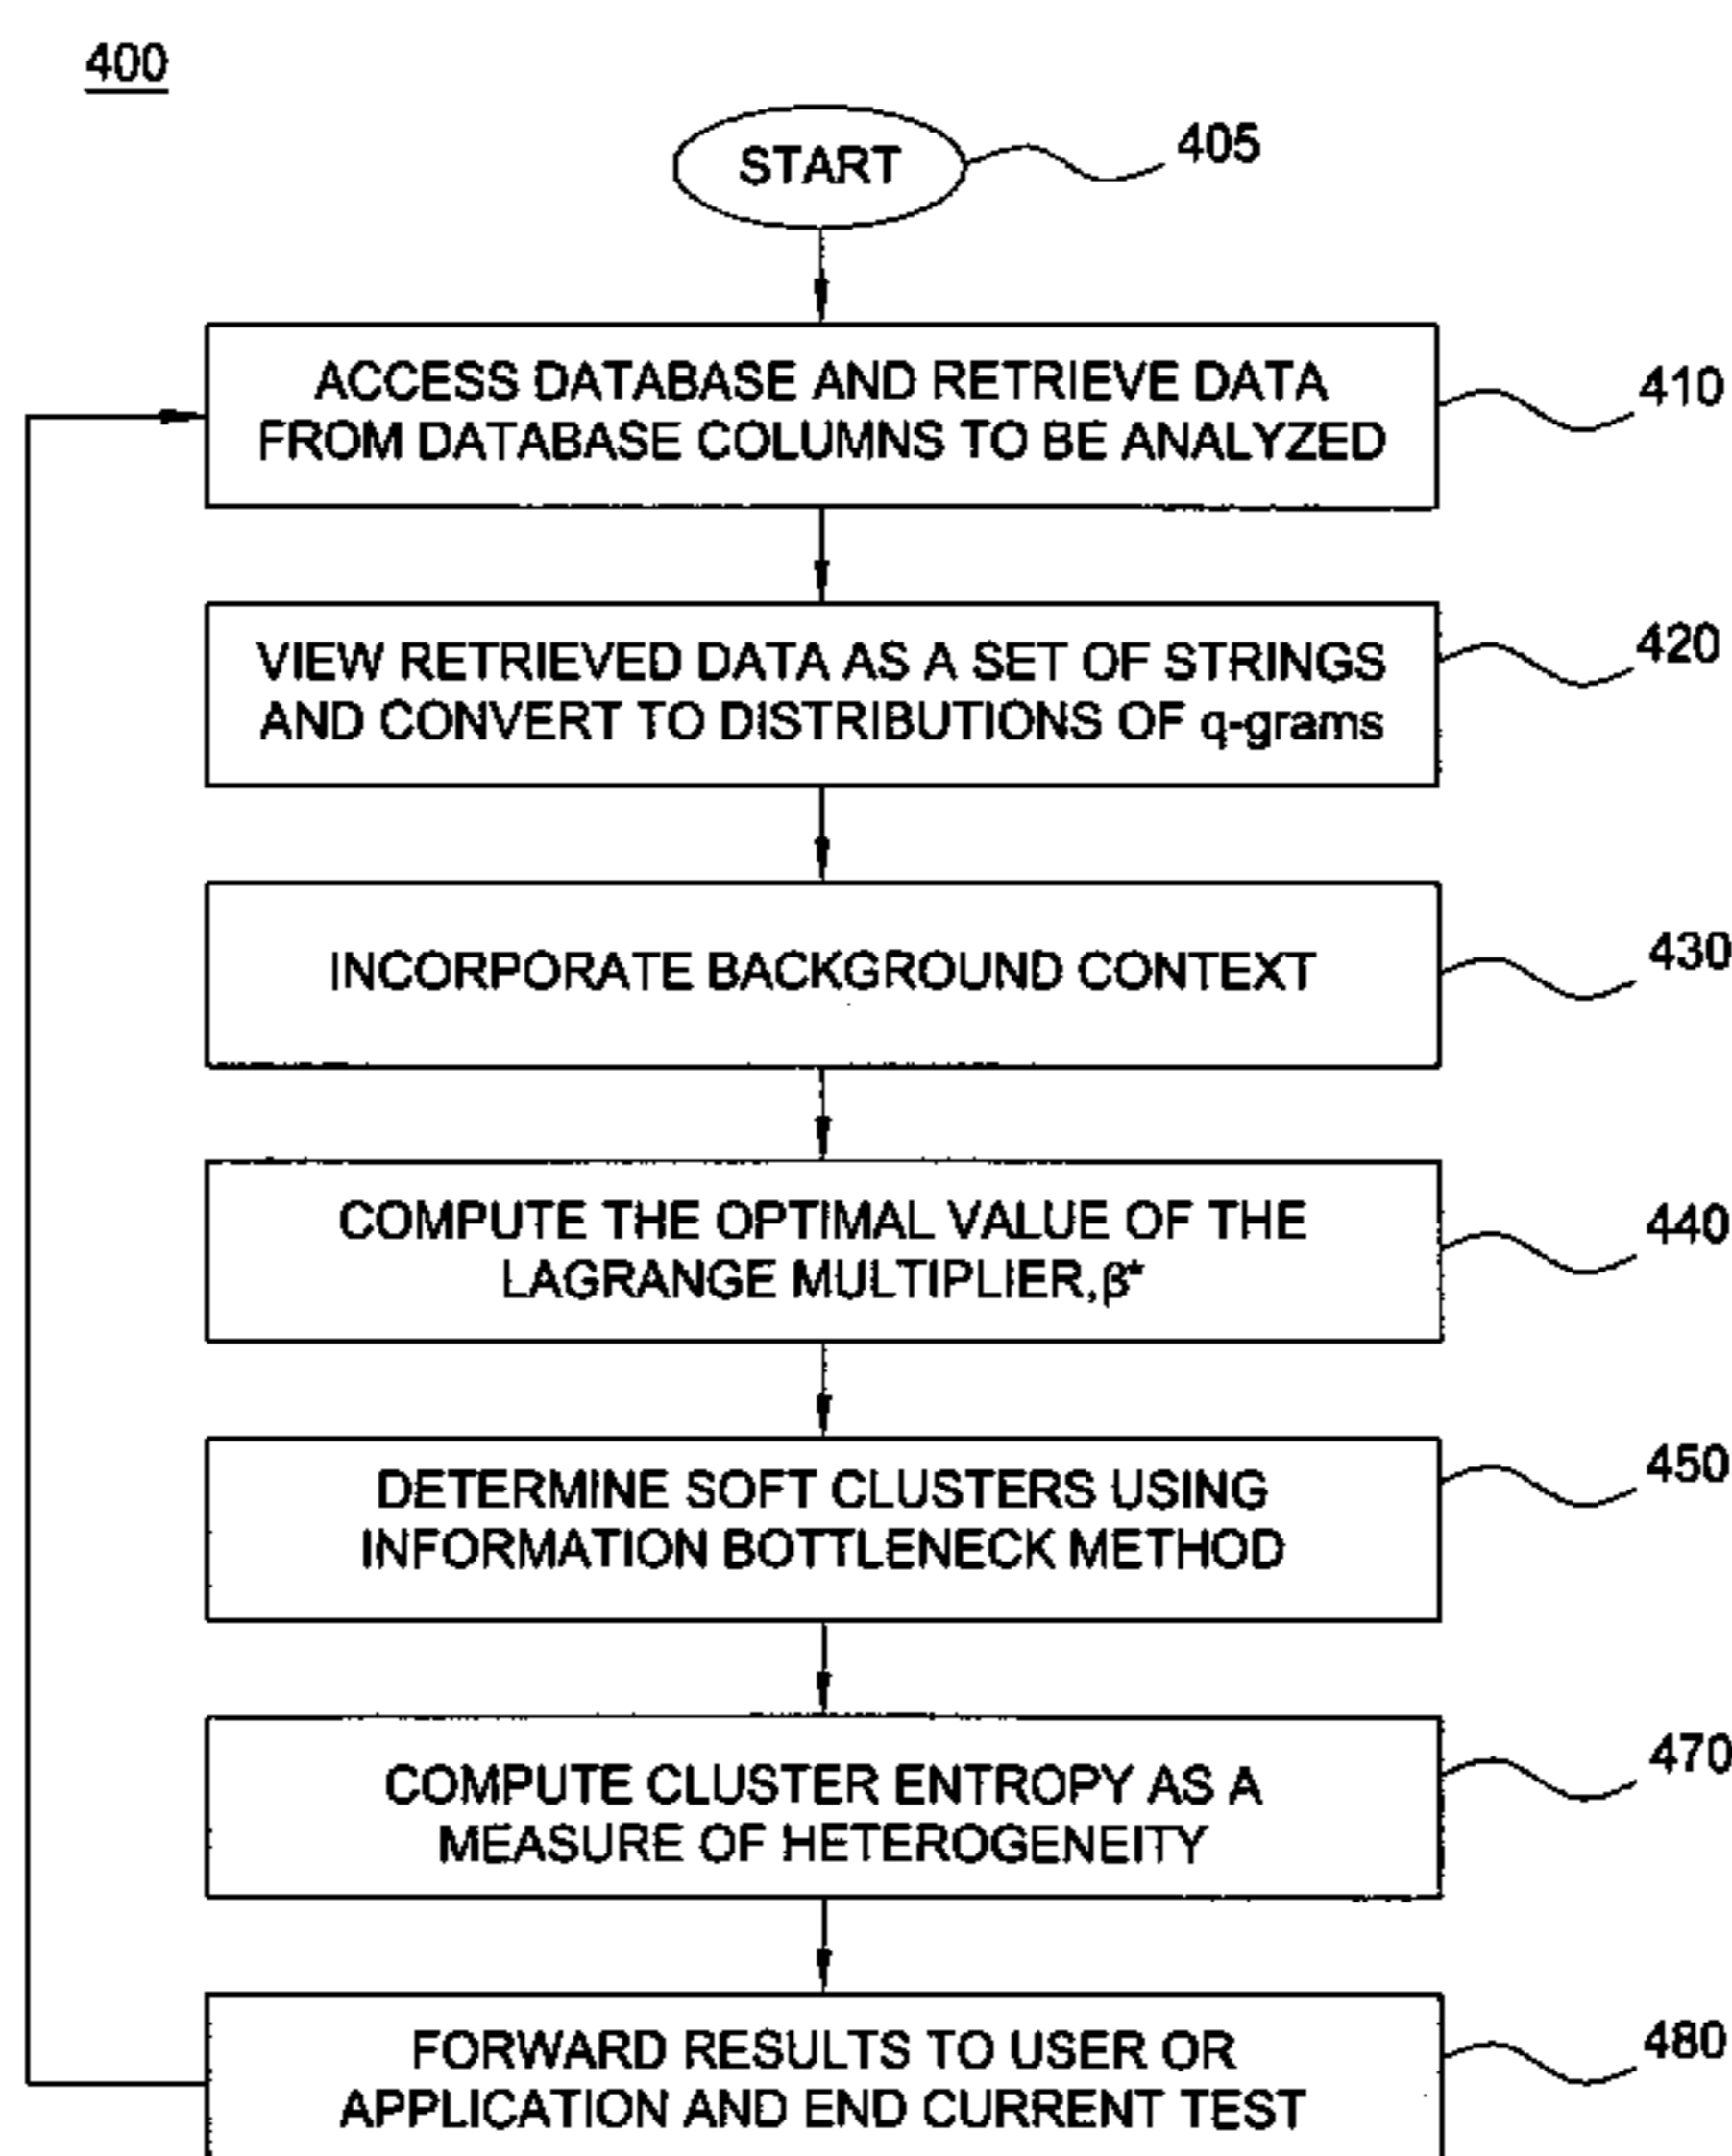 400
START
405
ACCESS DATABASE AND RETRIEVE DATA
FROM DATABASE COLUMNS TO BE ANALYZED
410
VIEW RETRIEVED DATA AS A SET OF STRINGS
AND CONVERT TO DISTRIBUTIONS OF q-grams
420
INCORPORATE BACKGROUND CONTEXT
430
COMPUTE THE OPTIMAL VALUE OF THE
LAGRANGE MULTIPLIER,β*
440
DETERMINE SOFT CLUSTERS USING
INFORMATION BOTTLENECK METHOD
450
COMPUTE CLUSTER ENTROPY AS A
MEASURE OF HETEROGENEITY
470
FORWARD RESULTS TO USER OR
APPLICATION AND END CURRENT TEST
480